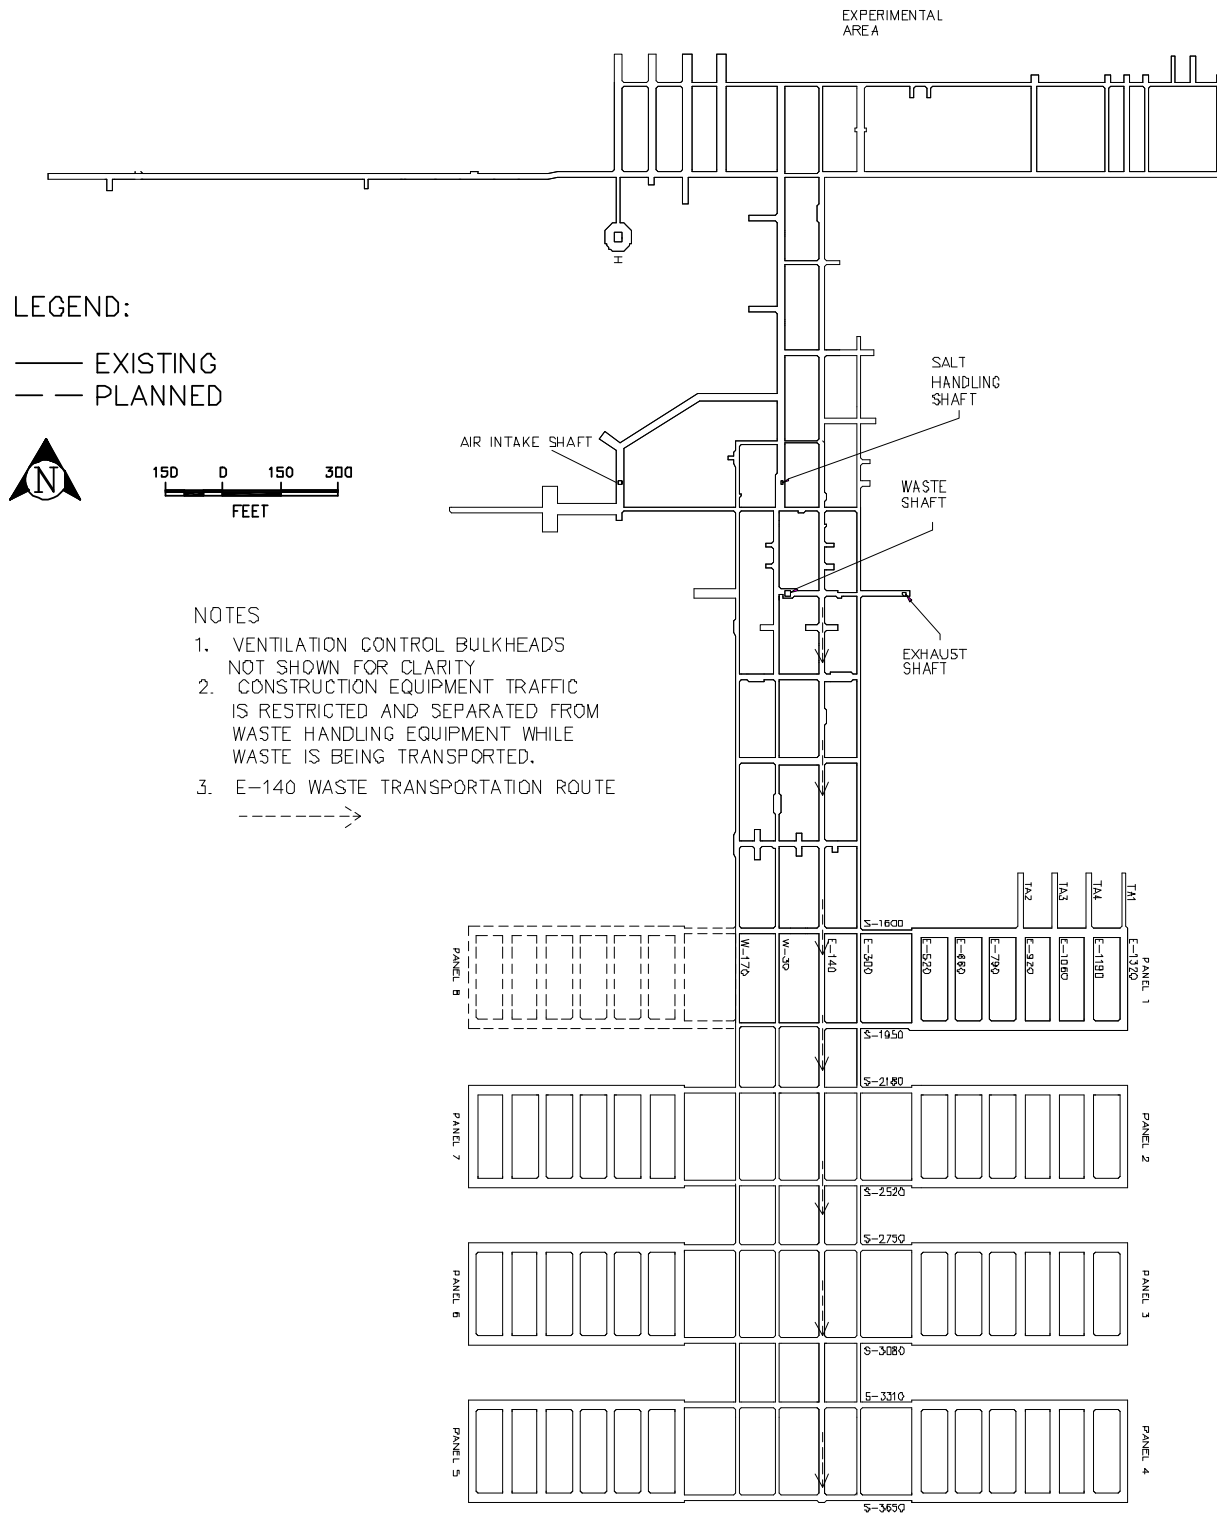 EXPERIMENTAL
AREA
LEGEND:
EXISTING
PLANNED
N
150 0 150 300
FEET
AIR INTAKE SHAFT
SALT
HANDLING
SHAFT
WASTE
SHAFT
EXHAUST
SHAFT
H
NOTES
1. VENTILATION CONTROL BULKHEADS
NOT SHOWN FOR CLARITY
2. CONSTRUCTION EQUIPMENT TRAFFIC
IS RESTRICTED AND SEPARATED FROM
WASTE HANDLING EQUIPMENT WHILE
WASTE IS BEING TRANSPORTED.
3. E-140 WASTE TRANSPORTATION ROUTE
TA2
TA3
TA4
TA1
S-1600
W-170
W-30
E-140
E-300
E-520
E-660
E-790
E-920
E-1060
E-1190
E-1320
PANEL 8
PANEL 1
S-1950
S-2180
PANEL 7
PANEL 2
S-2520
S-2750
PANEL 6
PANEL 3
S-3080
S-3310
PANEL 5
PANEL 4
S-3650